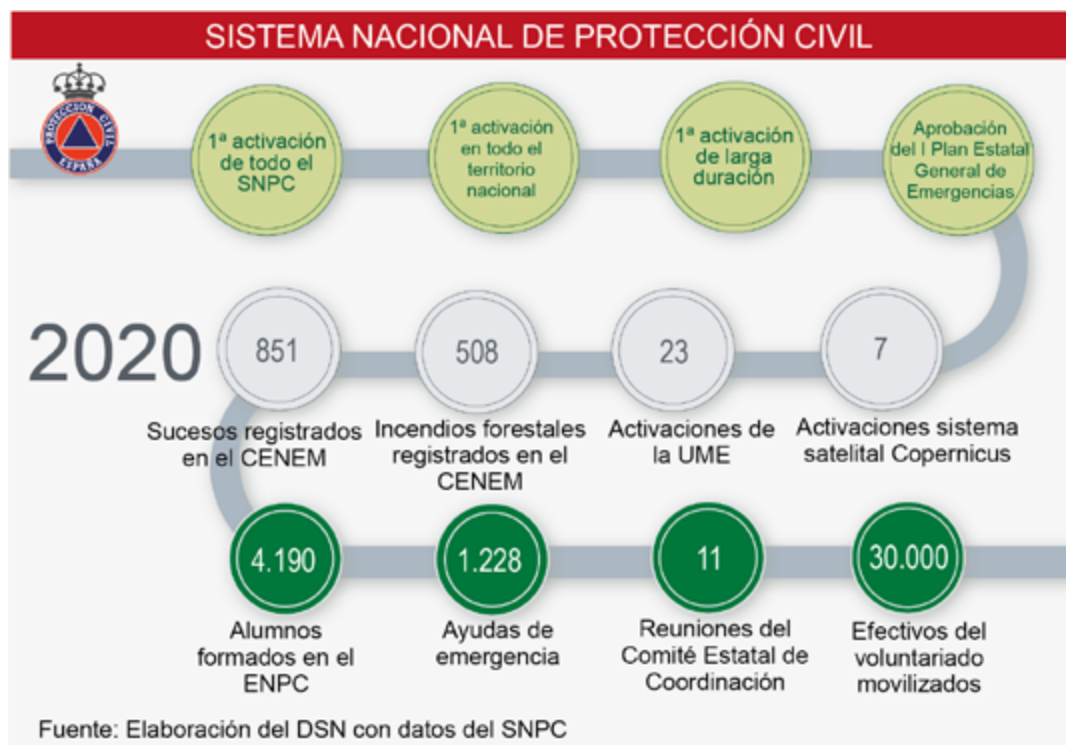 SISTEMA NACIONAL DE PROTECCIÓN CIVIL
PROTECCION CIVIL
ESPAÑA
1ª activación
de todo el
SNPC
1ª activación
en todo el
territorio
nacional
1ª activación
de larga
duración
Aprobación
del I Plan Estatal
General de
Emergencias
2020
851
Sucesos registrados
en el CENEM
508
Incendios forestales
registrados en el
CENEM
23
Activaciones de
la UME
7
Activaciones sistema
satelital Copernicus
4.190
Alumnos
formados en el
ENPC
1.228
Ayudas de
emergencia
11
Reuniones del
Comité Estatal de
Coordinación
30.000
Efectivos del
voluntariado
movilizados
Fuente: Elaboración del DSN con datos del SNPC